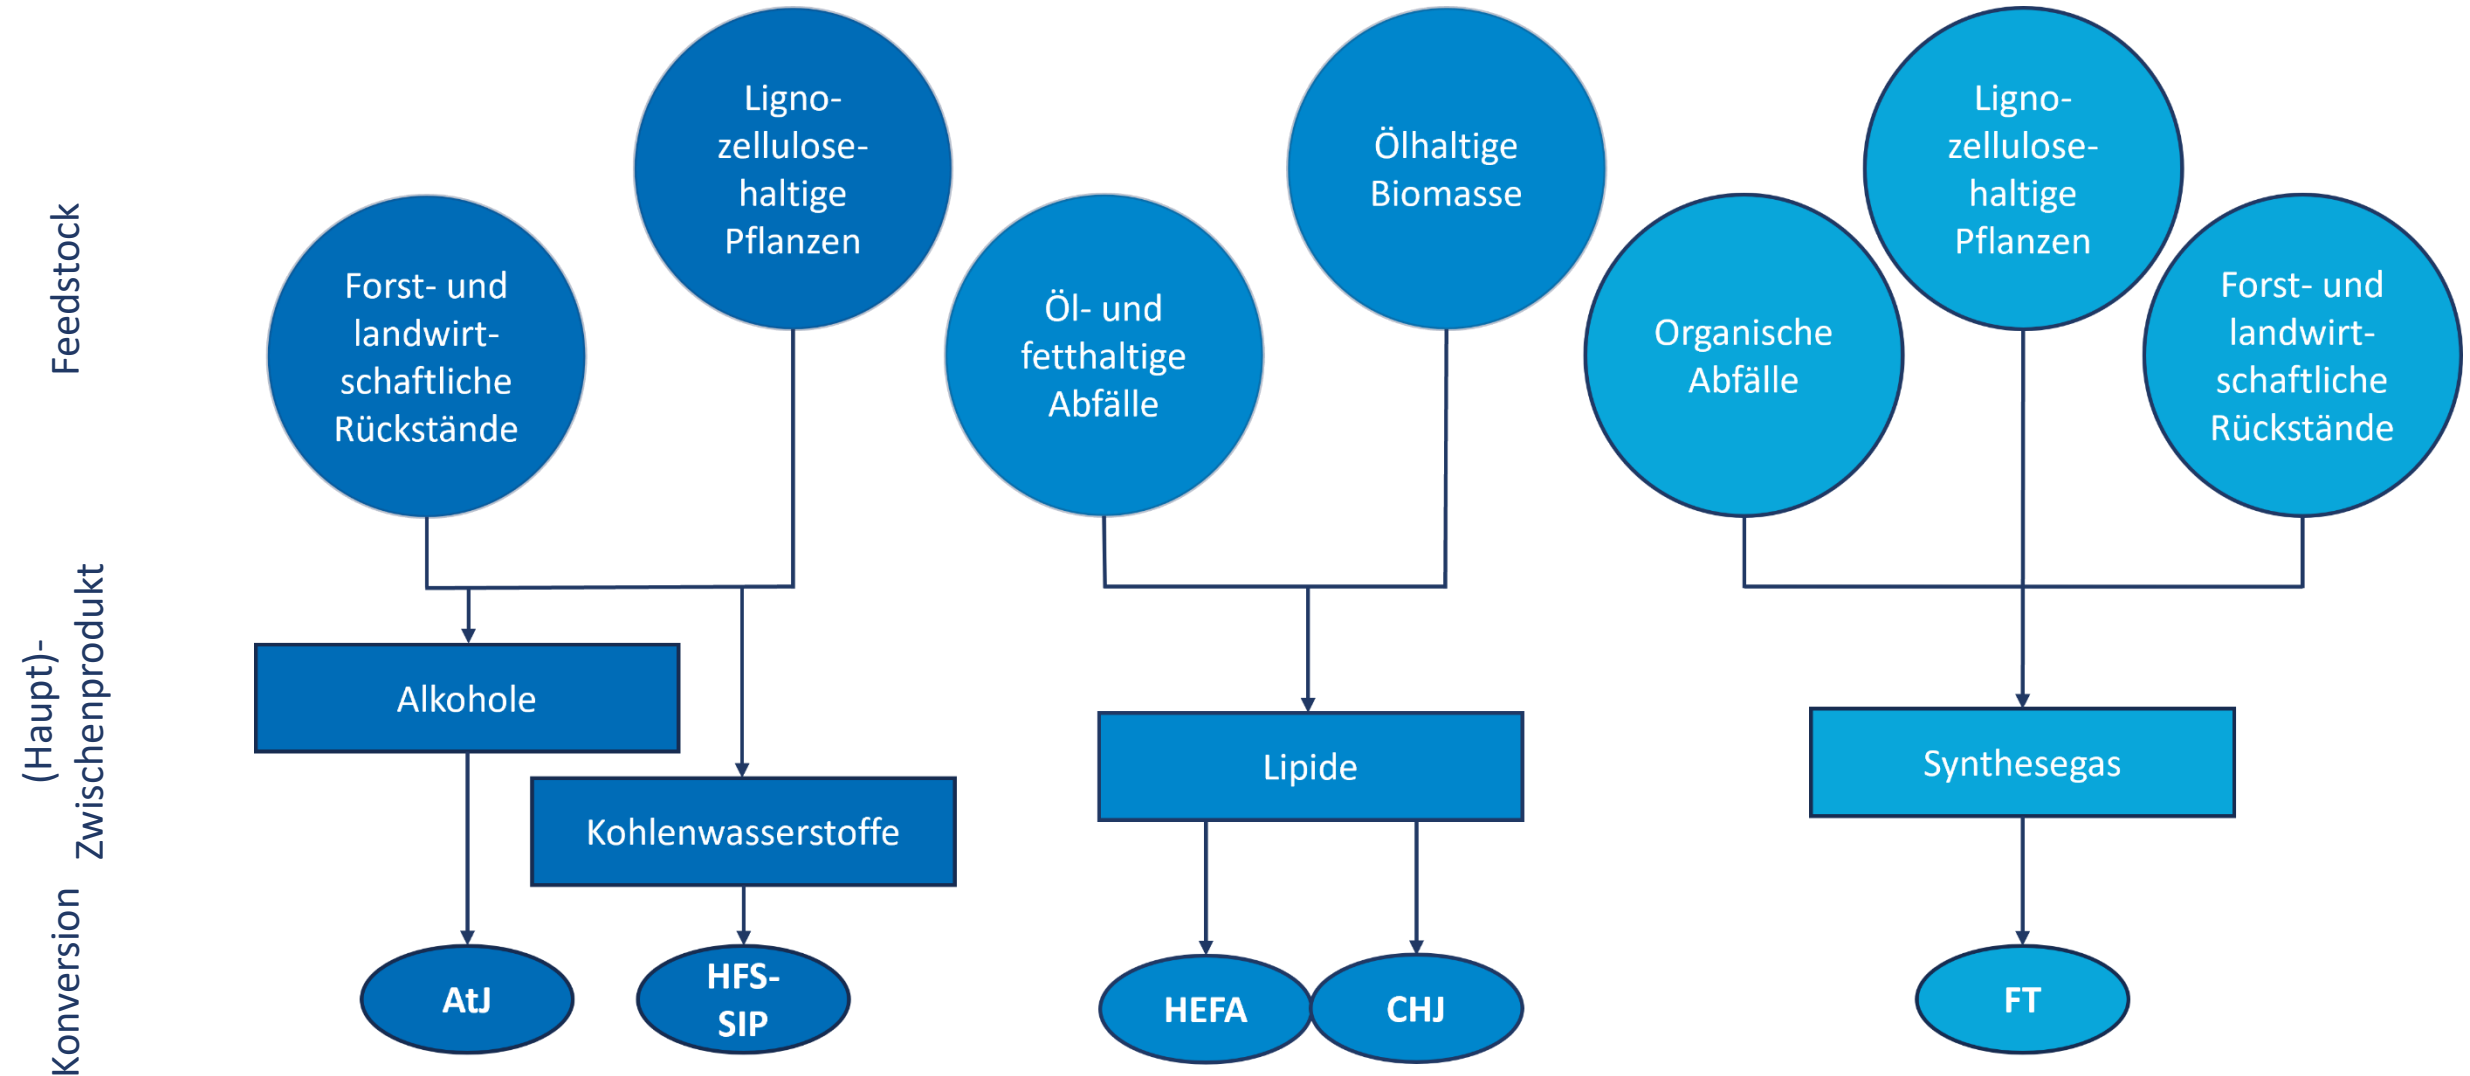 Feedstock
Forst- und
landwirt-
schaftliche
Rückstände
Ligno-
zellulose-
haltige
Pflanzen
Öl- und
fetthaltige
Abfälle
Ölhaltige
Biomasse
Organische
Abfälle
Ligno-
zellulose-
haltige
Pflanzen
Forst- und
landwirt-
schaftliche
Rückstände
(Haupt)-
Zwischenprodukt
Alkohole
Kohlenwasserstoffe
Lipide
Synthesegas
Konversion
AtJ
HFS-
SIP
HEFA
CHJ
FT